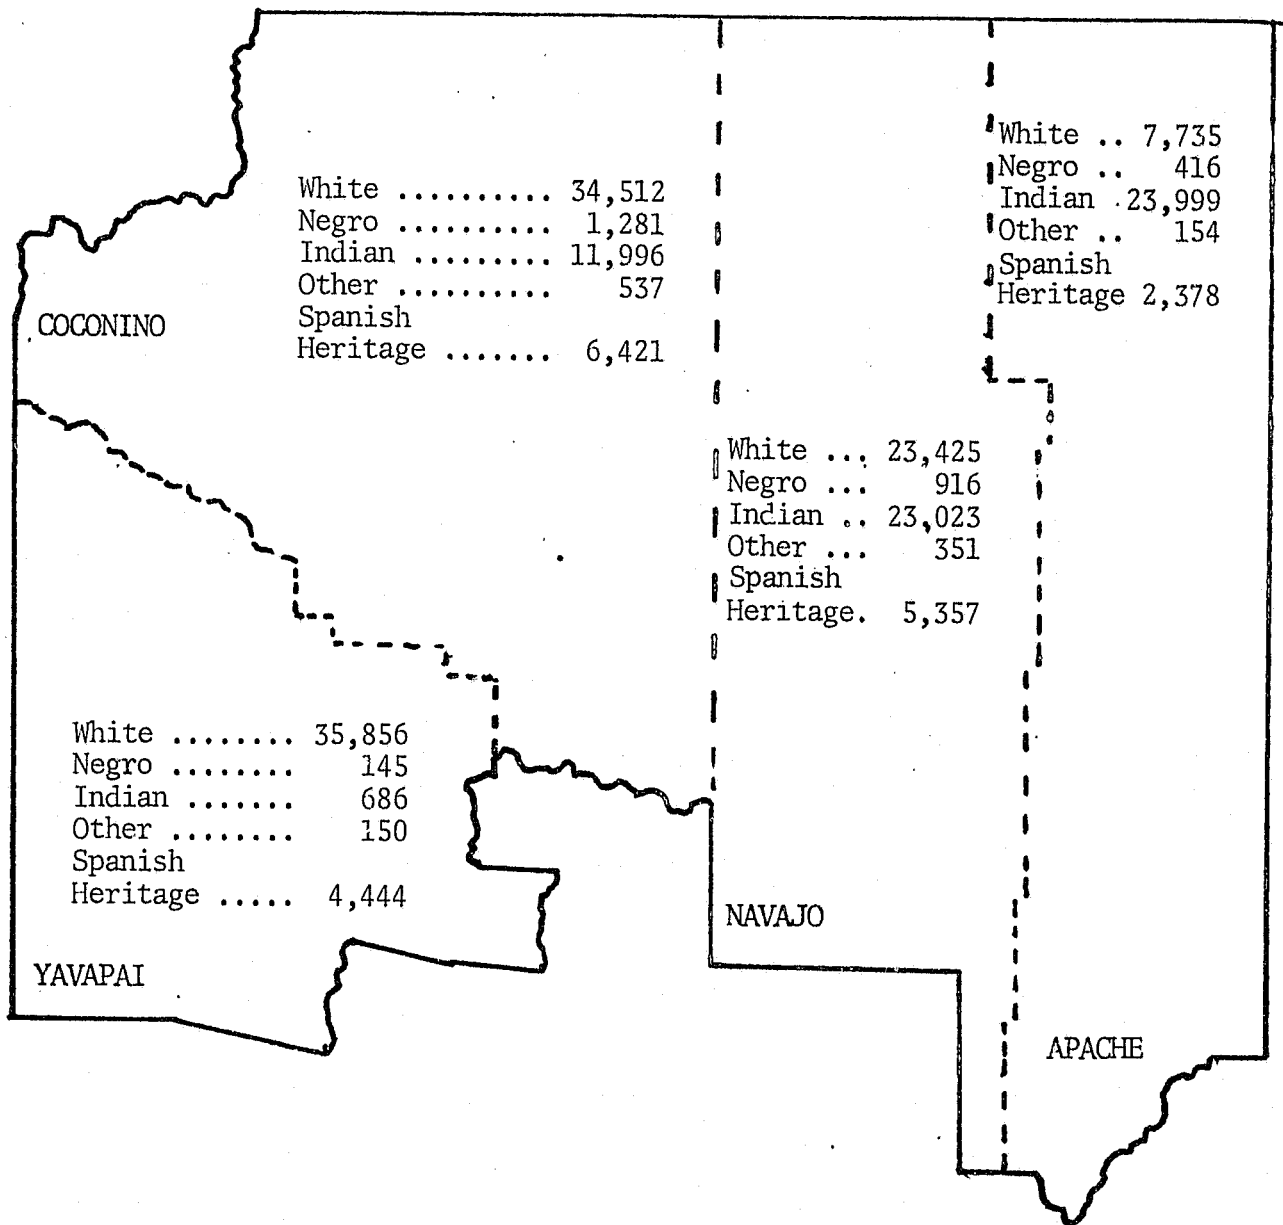 White .......... 34,512
Negro .......... 1,281
Indian ......... 11,996
Other .......... 537
Spanish
Heritage ....... 6,421
COCONINO
White .. 7,735
Negro .. 416
Indian .23,999
Other .. 154
Spanish
Heritage 2,378
White ... 23,425
Negro ... 916
Indian .. 23,023
Other ... 351
Spanish
Heritage. 5,357
NAVAJO
White ........ 35,856
Negro ........ 145
Indian ....... 686
Other ........ 150
Spanish
Heritage ..... 4,444
YAVAPAI
APACHE